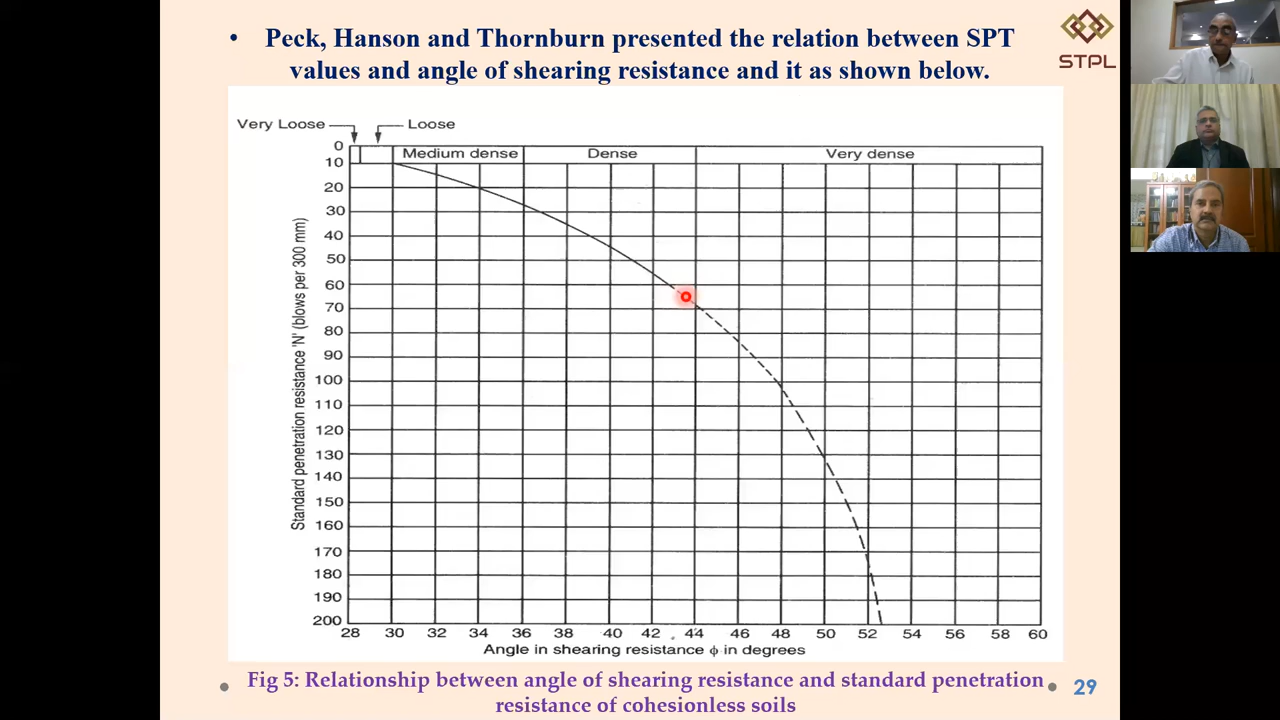 • Peck, Hanson and Thornburn presented the relation between SPT
values and angle of shearing resistance and it as shown below.
STPL
Very Loose
Loose
Medium dense
Dense
Very dense
Standard penetration resistance 'N' (blows per 300 mm)
0
10
20
30
40
50
60
70
80
90
100
110
120
130
140
150
160
170
180
190
200
28 30 32 34 36 38 40 42 44 46 48 50 52 54 56 58 60
Angle in shearing resistance ϕ in degrees
Fig 5: Relationship between angle of shearing resistance and standard penetration
resistance of cohesionless soils
29